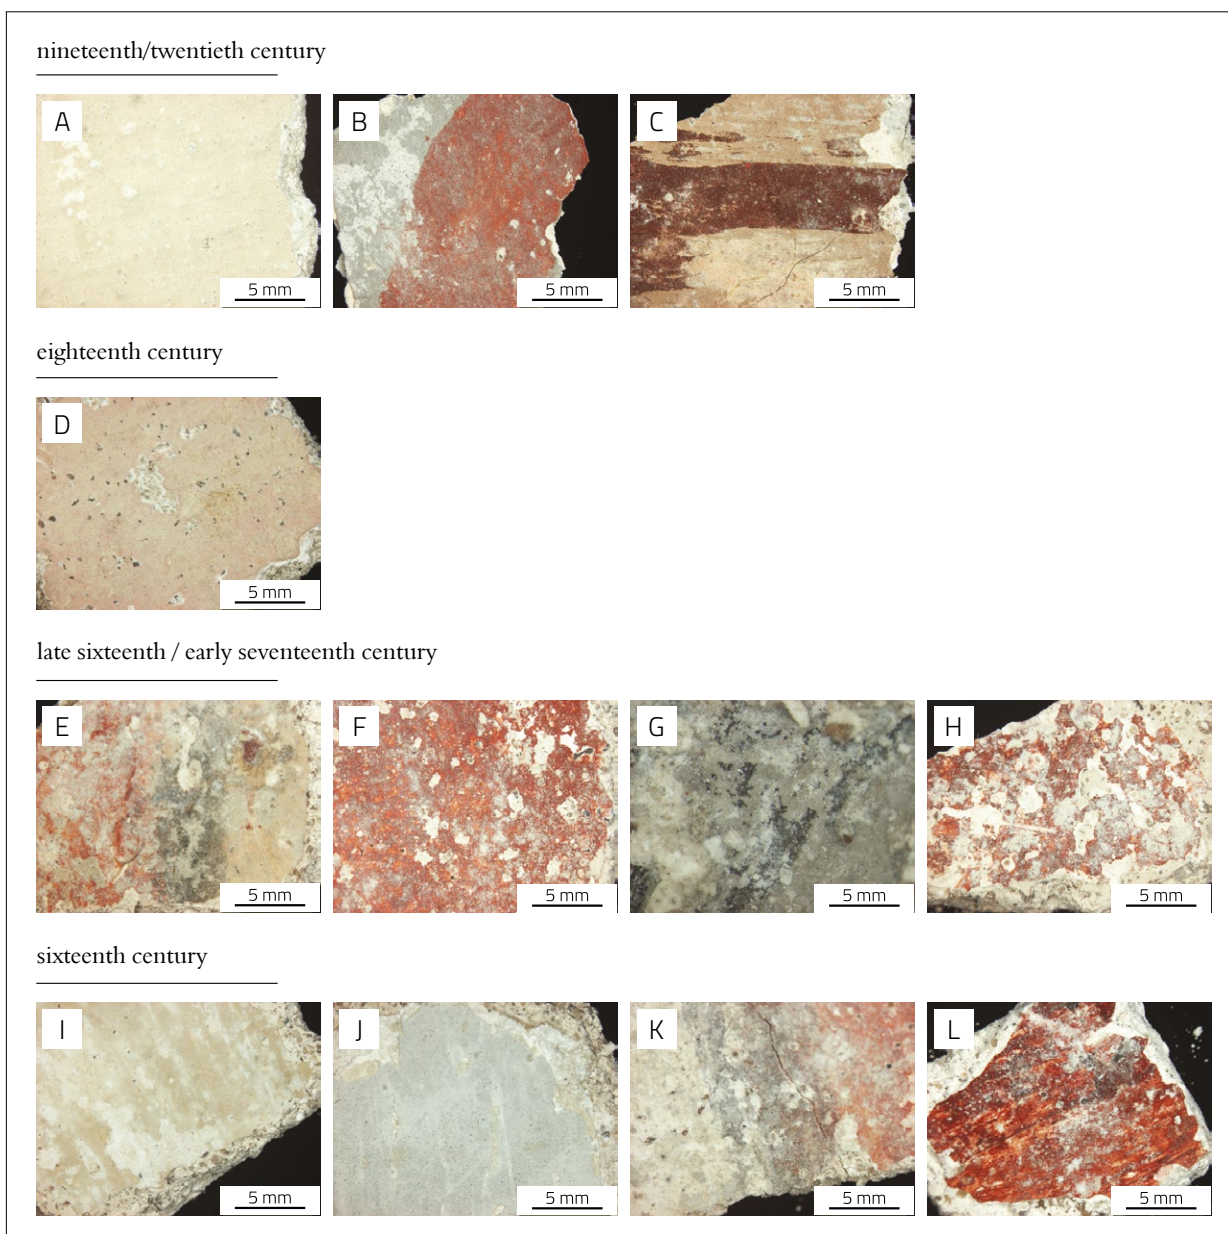 nineteenth/twentieth century
A B C
5 mm 5 mm 5 mm
eighteenth century
D
5 mm
late sixteenth / early seventeenth century
E F G H
5 mm 5 mm 5 mm 5 mm
sixteenth century
I J K L
5 mm 5 mm 5 mm 5 mm